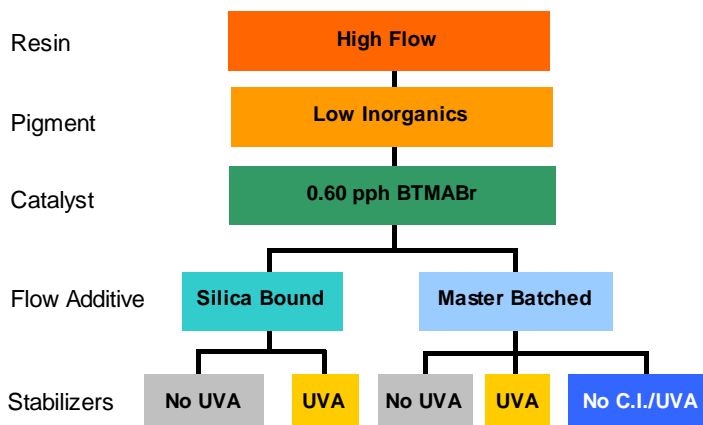 Resin
High Flow
Pigment
Low Inorganics
Catalyst
0.60 pph BTMABr
Flow Additive
Silica Bound
Master Batched
Stabilizers
No UVA
UVA
No UVA
UVA
No C.I./UVA